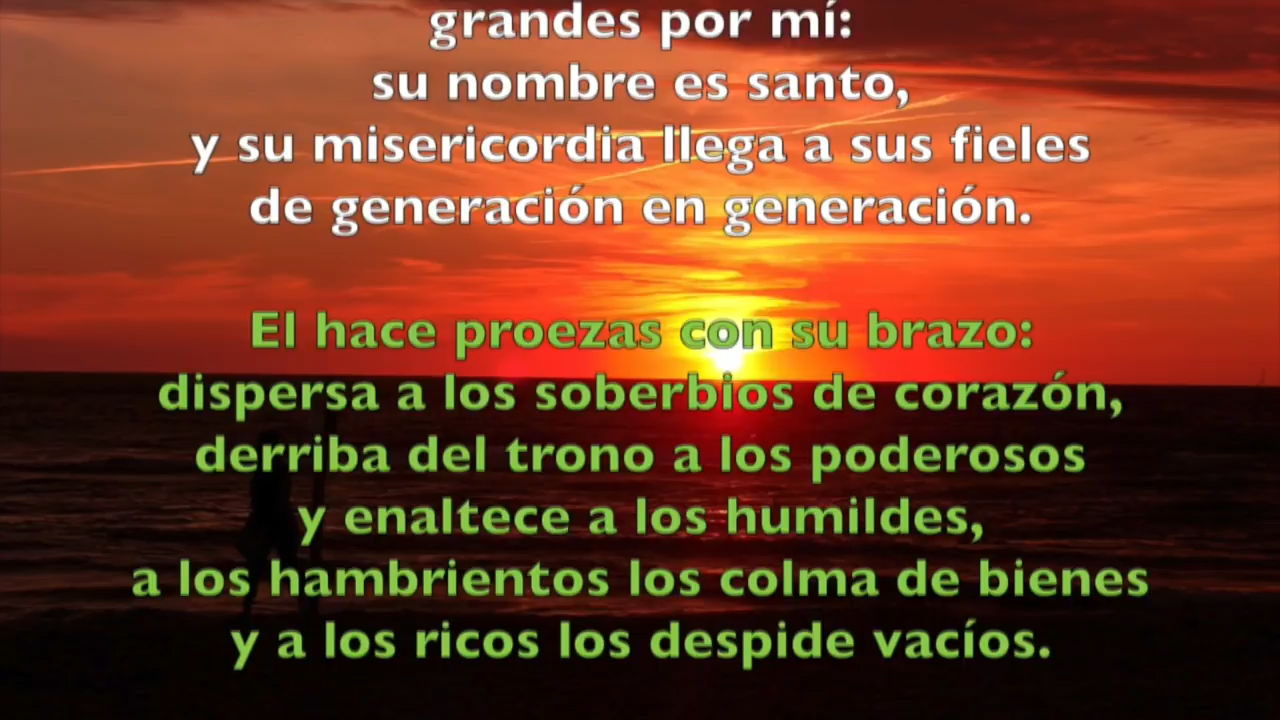 grandes por mí:
su nombre es santo,
y su misericordia llega a sus fieles
de generación en generación.
El hace proezas con su brazo:
dispersa a los soberbios de corazón,
derriba del trono a los poderosos
y enaltece a los humildes,
a los hambrientos los colma de bienes
y a los ricos los despide vacíos.